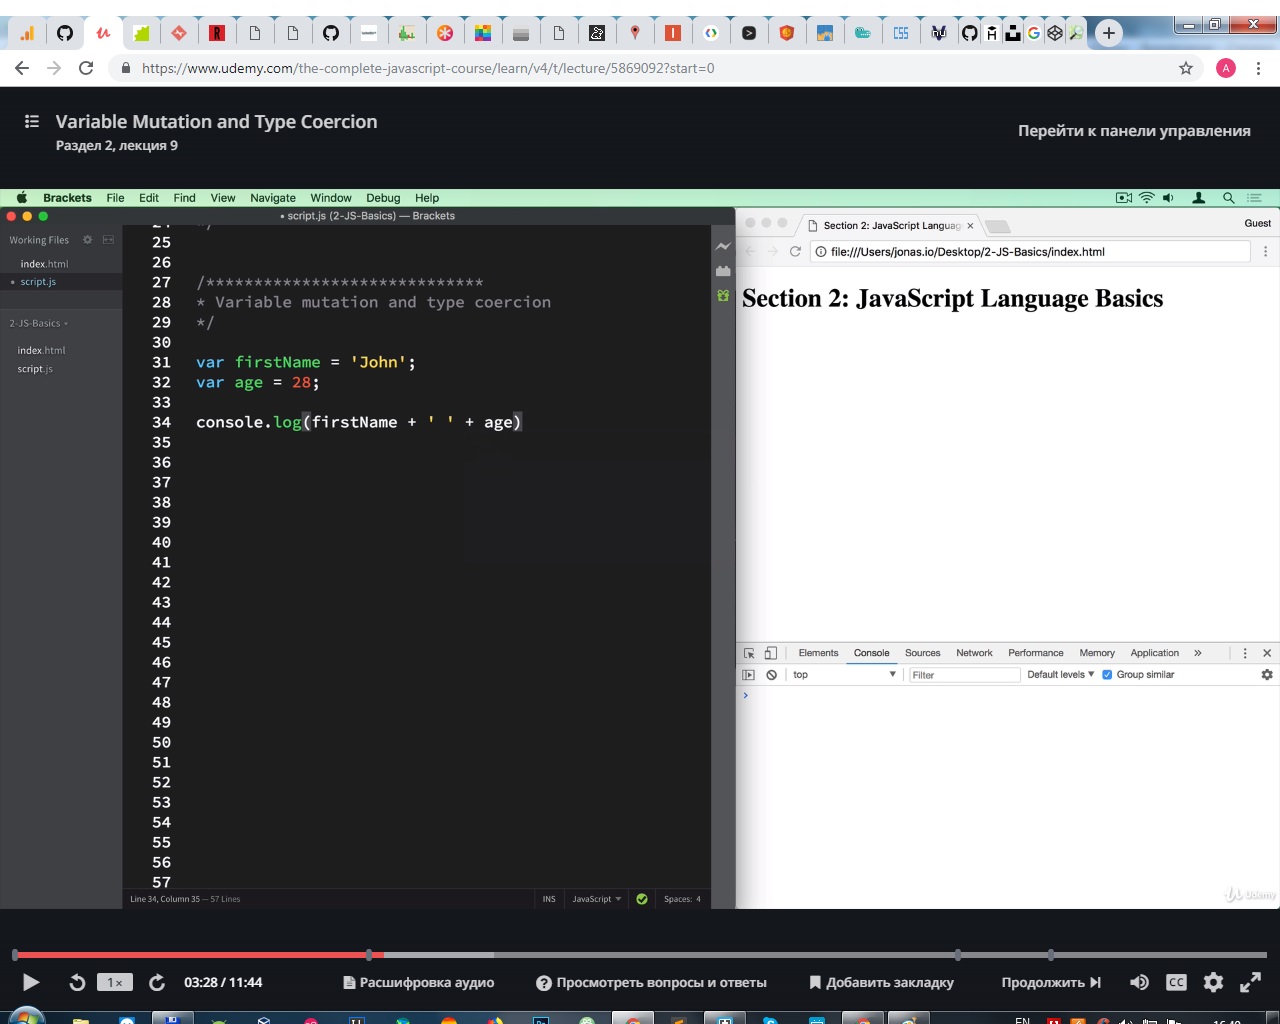 https://www.udemy.com/the-complete-javascript-course/learn/v4/t/lecture/5869092?start=0
A
Variable Mutation and Type Coercion
Раздел 2, лекция 9
Перейти к панели управления
Brackets File Edit Find View Navigate Window Debug Help
• script.js (2-JS-Basics) — Brackets
Working Files
index.html
• script.js
2-JS-Basics
index.html
script.js
24 */
25
26
27 /*****************************
28 * Variable mutation and type coercion
29 */
30
31 var firstName = 'John';
32 var age = 28;
33
34 console.log(firstName + ' ' + age)
35
36
37
38
39
40
41
42
43
44
45
46
47
48
49
50
51
52
53
54
55
56
57
Line 34, Column 35 — 57 Lines
INS JavaScript Spaces: 4
Section 2: JavaScript Languag
Guest
file:///Users/jonas.io/Desktop/2-JS-Basics/index.html
Section 2: JavaScript Language Basics
Elements Console Sources Network Performance Memory Application »
top Filter Default levels Group similar
Udemy
1× 03:28 / 11:44 Расшифровка аудио Просмотреть вопросы и ответы Добавить закладку Продолжить CC